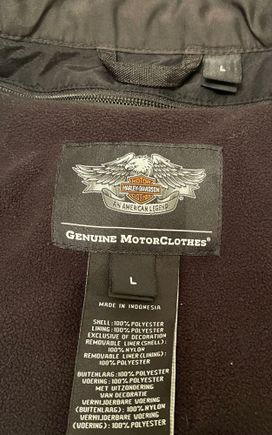 L
MOTOR
HARLEY-DAVIDSON
CYCLES
AN AMERICAN LEGEND
GENUINE MOTORCLOTHES®
L
MADE IN INDONESIA
SHELL: 100% POLYESTER
LINING: 100% POLYESTER
EXCLUSIVE OF DECORATION
REMOVABLE LINER (SHELL):
100% NYLON
REMOVABLE LINER (LINING):
100% POLYESTER
BUITENLAAG: 100% POLYESTER
VOERING: 100% POLYESTER
MET UITZONDERING
VAN DECORATIE
VERWIJDERBARE VOERING
(BUITENLAAG): 100% NYLON
VERWIJDERBARE VOERING
(VOERING): 100% POLYESTER